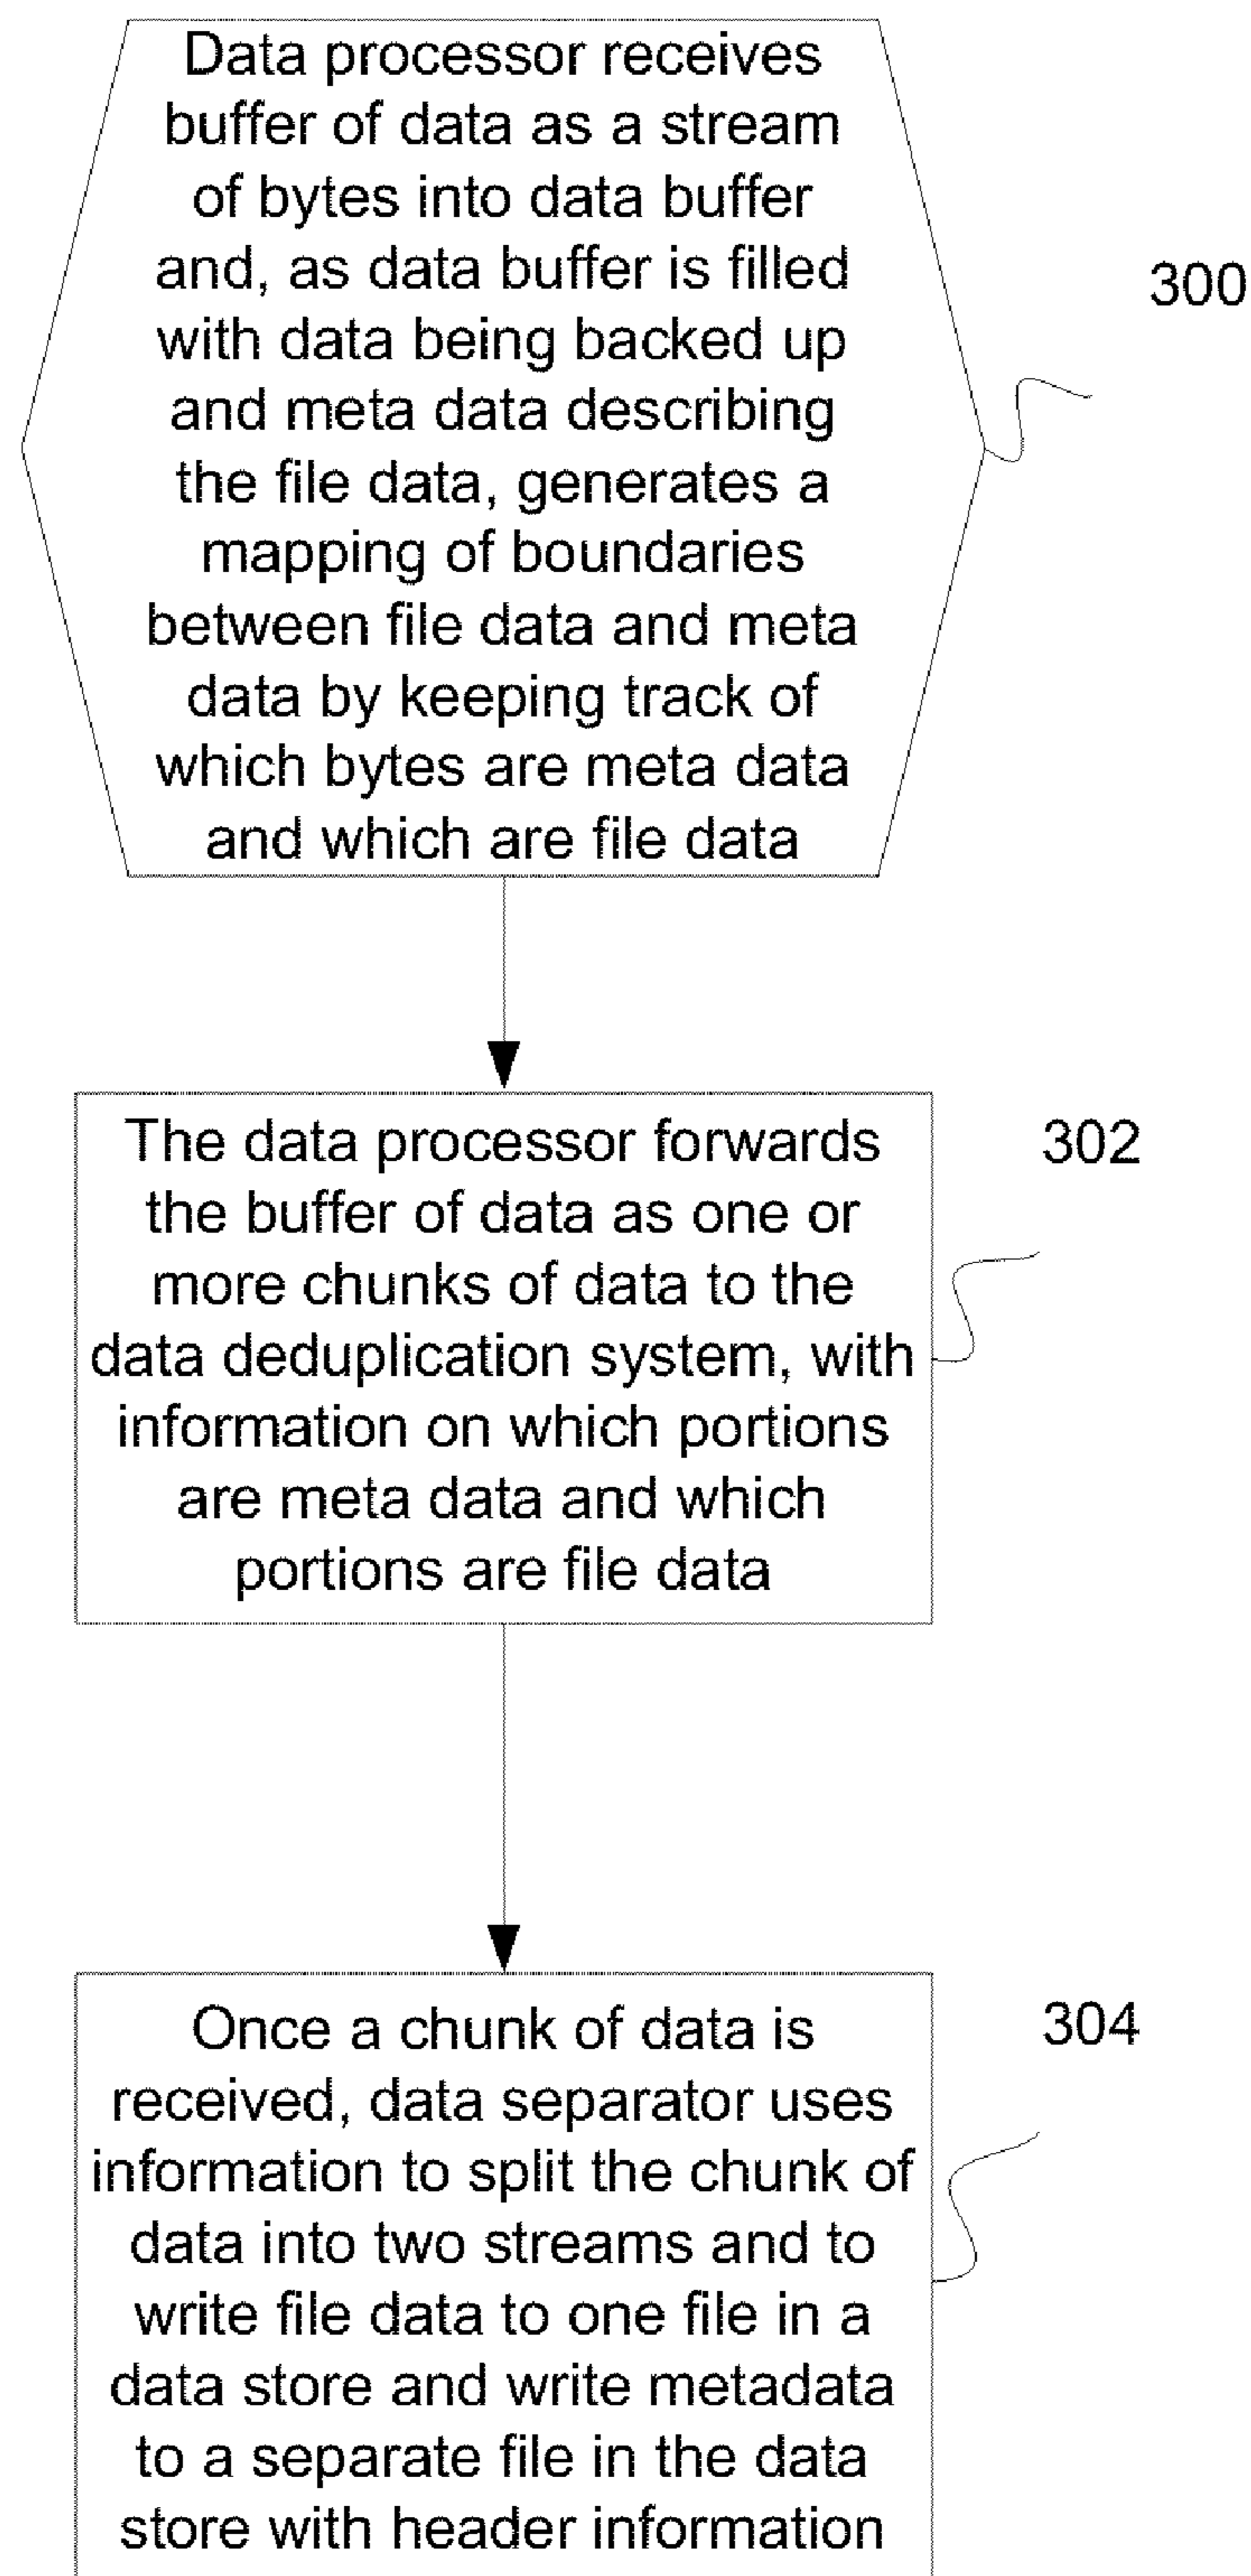 Data processor receives
buffer of data as a stream
of bytes into data buffer
and, as data buffer is filled
with data being backed up
and meta data describing
the file data, generates a
mapping of boundaries
between file data and meta
data by keeping track of
which bytes are meta data
and which are file data
300
The data processor forwards
the buffer of data as one or
more chunks of data to the
data deduplication system, with
information on which portions
are meta data and which
portions are file data
302
Once a chunk of data is
received, data separator uses
information to split the chunk of
data into two streams and to
write file data to one file in a
data store and write metadata
to a separate file in the data
store with header information
304